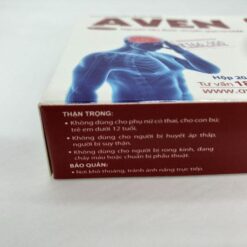 AVEN
Hộp 20
Tư vấn 18
www.a
THẬN TRỌNG:
• Không dùng cho phụ nữ có thai, cho con bú;
trẻ em dưới 12 tuổi.
• Không dùng cho người bị huyết áp thấp,
người bị suy thận.
• Không dùng cho người bị rong kinh, đang
chảy máu hoặc chuẩn bị phẫu thuật.
BẢO QUẢN:
• Nơi khô thoáng, tránh ánh nắng trực tiếp.